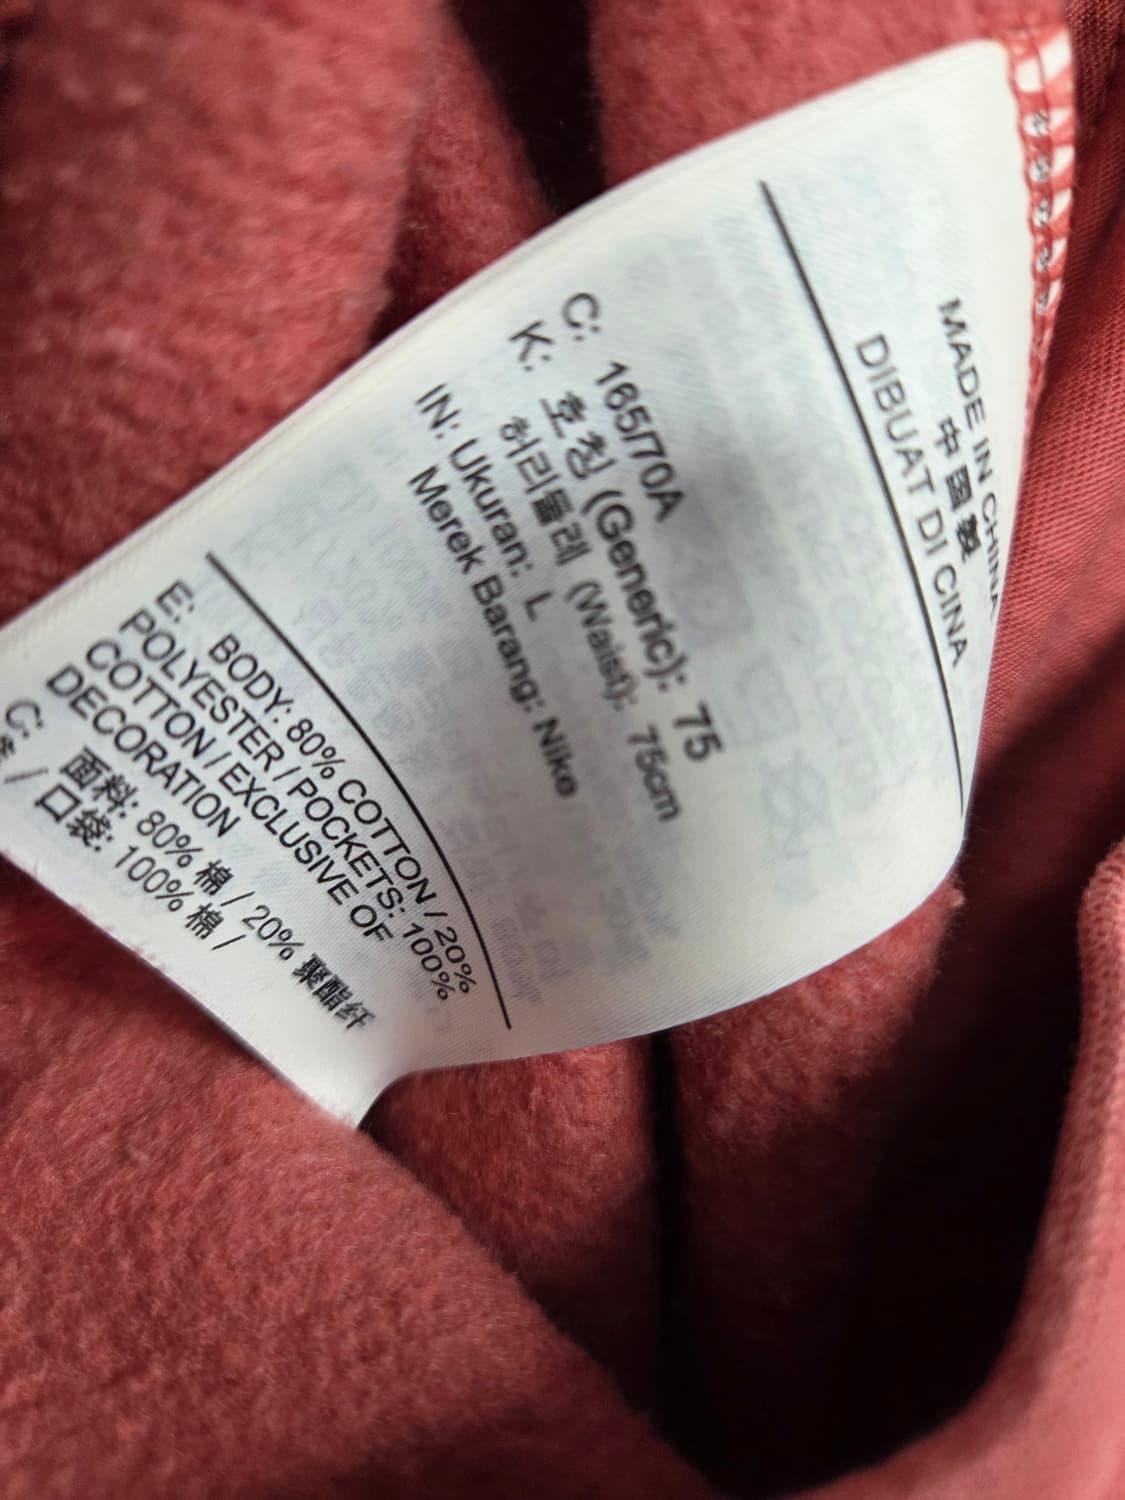 MADE IN CHINA
中国製
DIBUAT DI CINA
C: 165/70A
K: 호칭 (Generic): 75
허리둘레 (Waist): 75cm
IN: Ukuran: L
Merek Barang: Nike
E: BODY: 80% COTTON / 20%
POLYESTER / POCKETS: 100%
COTTON / EXCLUSIVE OF
DECORATION
C: 面料: 80% 棉 / 20% 聚酯纤
/ 口袋: 100% 棉 /